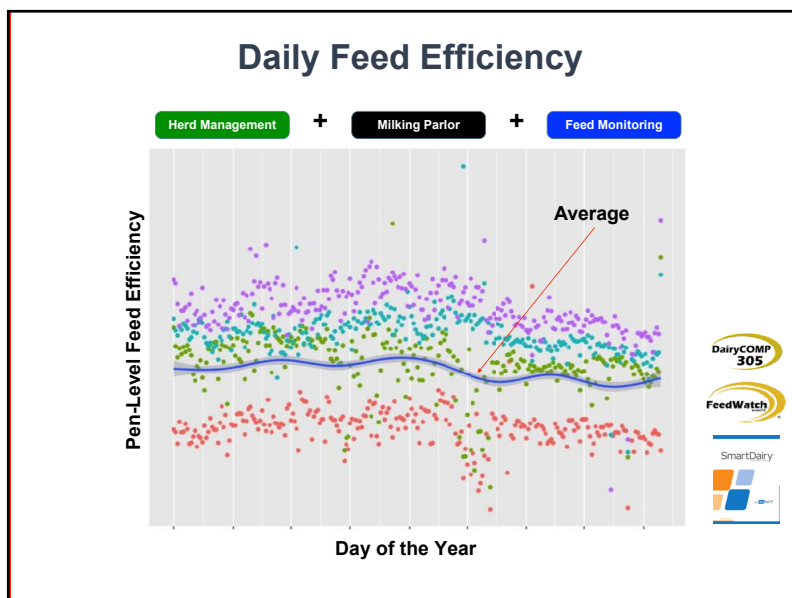 Daily Feed Efficiency
Herd Management + Milking Parlor + Feed Monitoring
Average
Pen-Level Feed Efficiency
Day of the Year
DairyCOMP
305
FeedWatch
SmartDairy